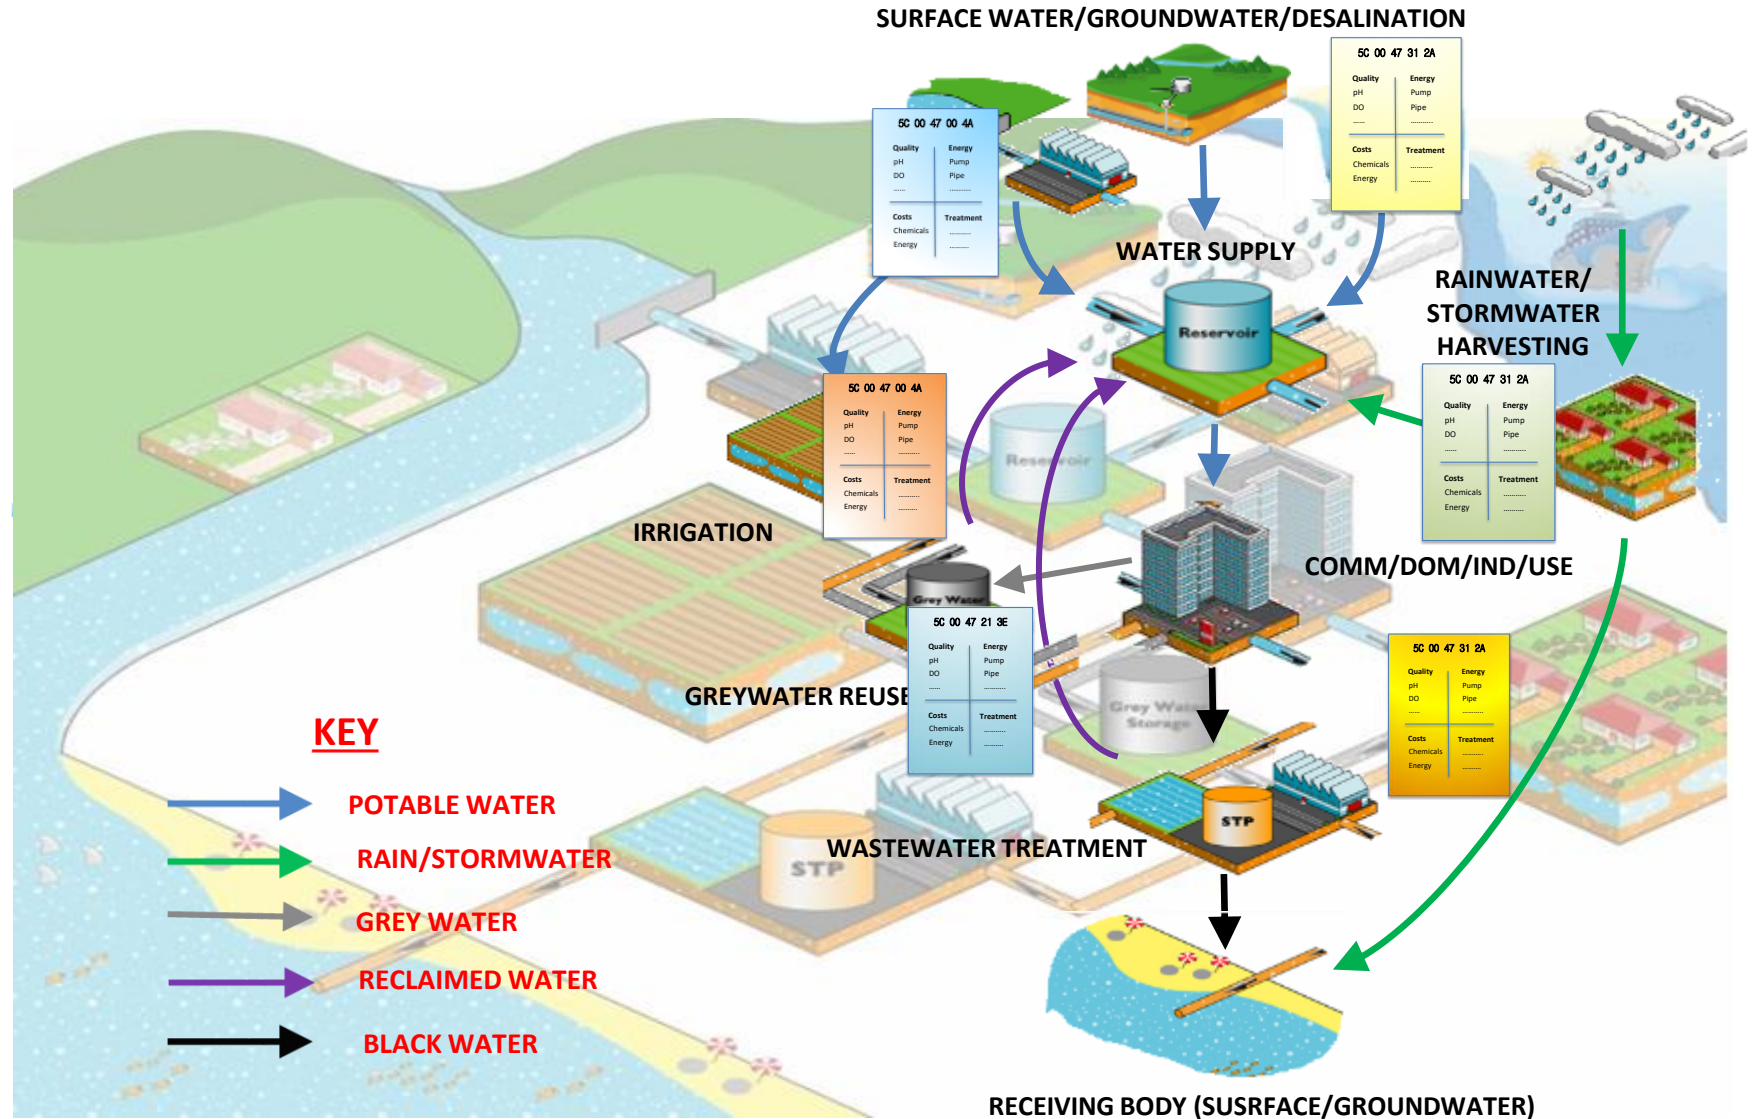 SURFACE WATER/GROUNDWATER/DESALINATION
5C 00 47 31 2A
Quality Energy
pH Pump
DO Pipe
...... ..........
Costs Treatment
Chemicals ..........
Energy .........
5C 00 47 00 4A
Quality Energy
pH Pump
DO Pipe
...... ..........
Costs Treatment
Chemicals ..........
Energy .........
WATER SUPPLY
Reservoir
RAINWATER/
STORMWATER
HARVESTING
5C 00 47 31 2A
Quality Energy
pH Pump
DO Pipe
...... ..........
Costs Treatment
Chemicals ..........
Energy .........
5C 00 47 00 4A
Quality Energy
pH Pump
DO Pipe
...... ..........
Costs Treatment
Chemicals ..........
Energy .........
Reservoir
IRRIGATION
COMM/DOM/IND/USE
Grey Water
5C 00 47 21 3E
Quality Energy
pH Pump
DO Pipe
...... ..........
Costs Treatment
Chemicals ..........
Energy .........
GREYWATER REUSE
Grey Water
Storage
5C 00 47 31 2A
Quality Energy
pH Pump
DO Pipe
...... ..........
Costs Treatment
Chemicals ..........
Energy .........
KEY
POTABLE WATER
RAIN/STORMWATER
GREY WATER
RECLAIMED WATER
BLACK WATER
STP
WASTEWATER TREATMENT
STP
RECEIVING BODY (SUSRFACE/GROUNDWATER)